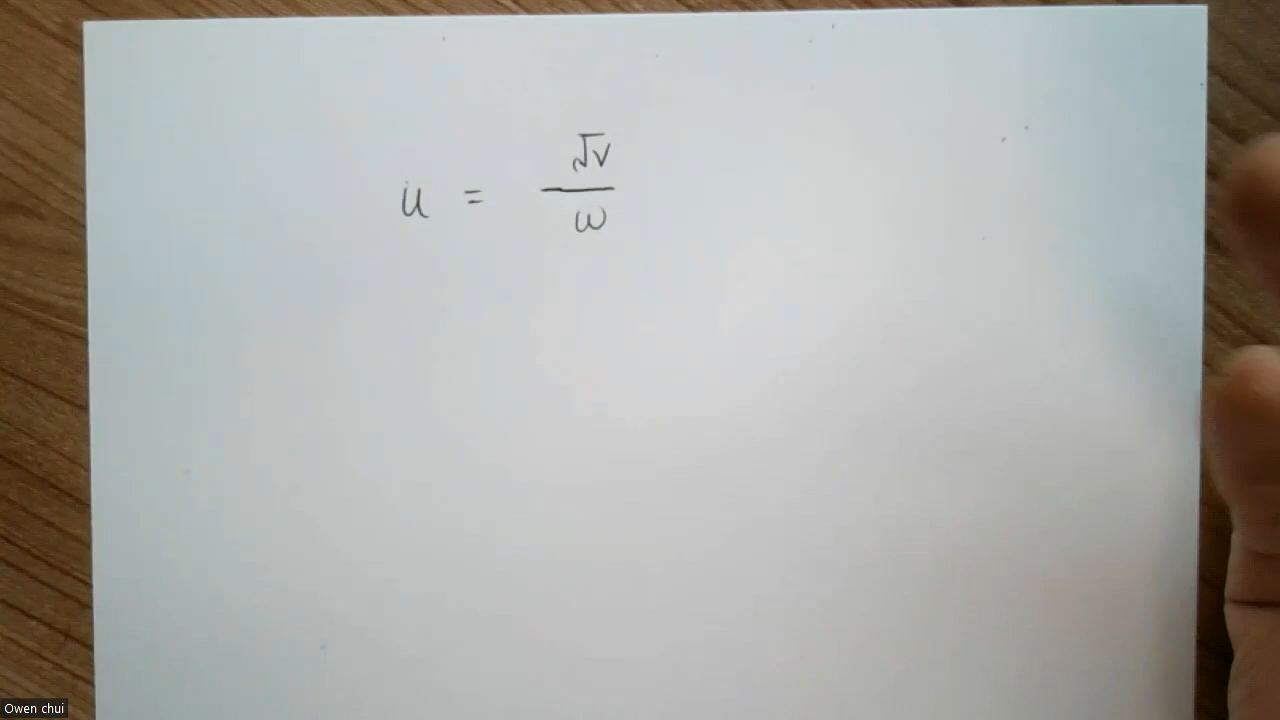 u = √v / w
Owen chui